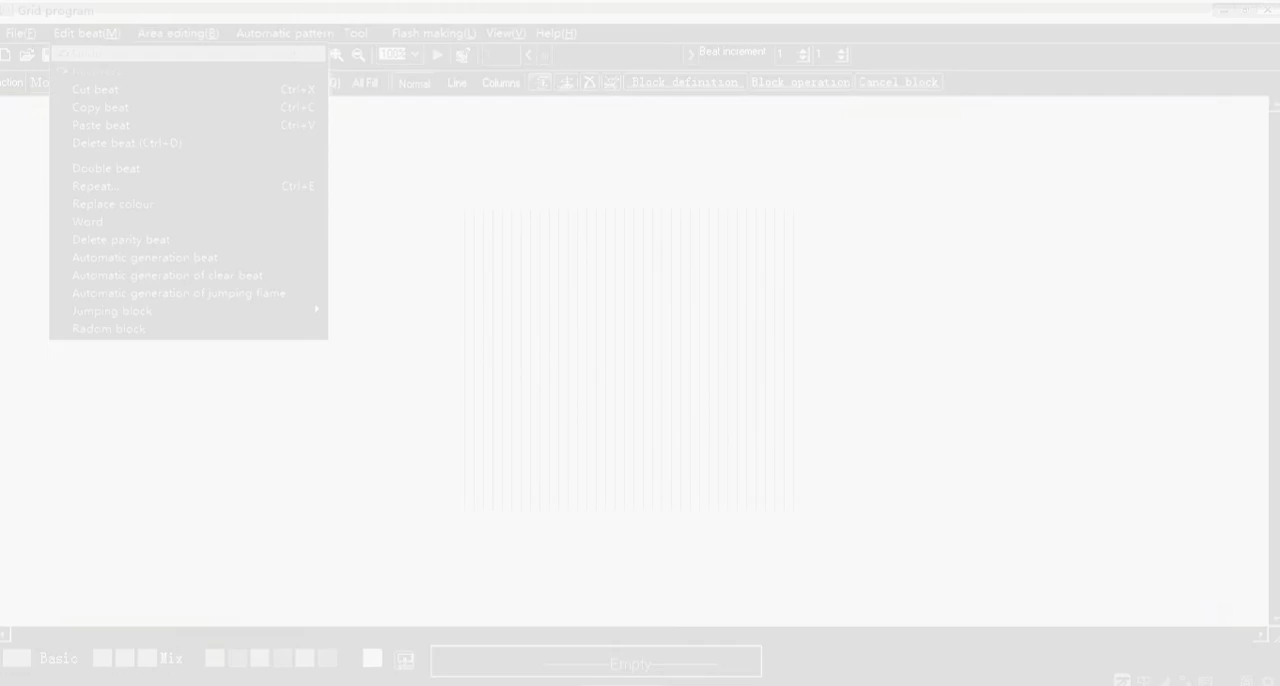 Grid program
File(F) Edit beat(M) Area editing(B) Automatic pattern Tool Flash making(L) View(V) Help(H)
100% Beat increment 1 1
All Fill Normal Line Columns Block definition Block operation Cancel block
Cut beat Ctrl+X
Copy beat Ctrl+C
Paste beat Ctrl+V
Delete beat (Ctrl+D)
Double beat
Repeat... Ctrl+E
Replace colour
Word
Delete parity beat
Automatic generation beat
Automatic generation of clear beat
Automatic generation of jumping flame
Jumping block
Radom block
Basic Mix Empty